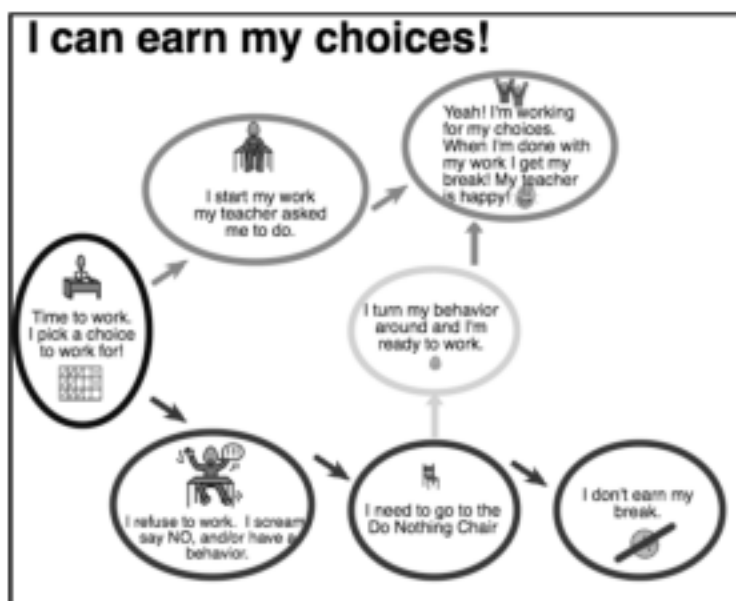 I can earn my choices!
Yeah! I'm working
for my choices.
When I'm done with
my work I get my
break! My teacher
is happy!
I start my work
my teacher asked
me to do.
Time to work.
I pick a choice
to work for!
I turn my behavior
around and I'm
ready to work.
I refuse to work. I scream
say NO, and/or have a
behavior.
I need to go to the
Do Nothing Chair
I don't earn my
break.